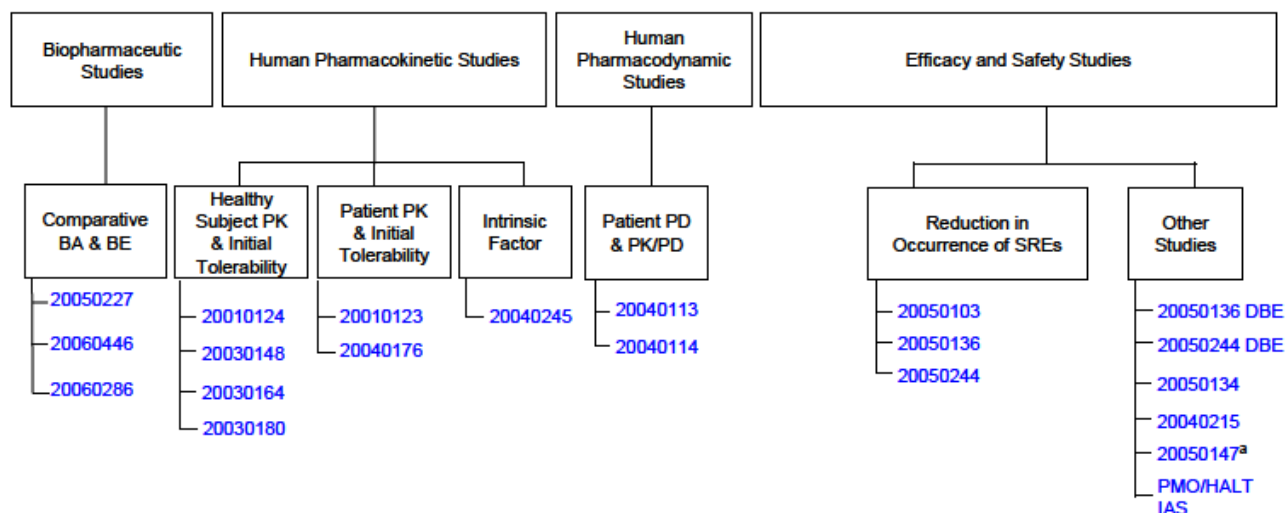 Biopharmaceutic
Studies
Human Pharmacokinetic Studies
Human
Pharmacodynamic
Studies
Efficacy and Safety Studies
Comparative
BA & BE
Healthy
Subject PK
& Initial
Tolerability
Patient PK
& Initial
Tolerability
Intrinsic
Factor
Patient PD
& PK/PD
Reduction in
Occurrence of SREs
Other
Studies
20050227
20060446
20060286
20010124
20030148
20030164
20030180
20010123
20040176
20040245
20040113
20040114
20050103
20050136
20050244
20050136 DBE
20050244 DBE
20050134
20040215
20050147a
PMO/HALT
IAS